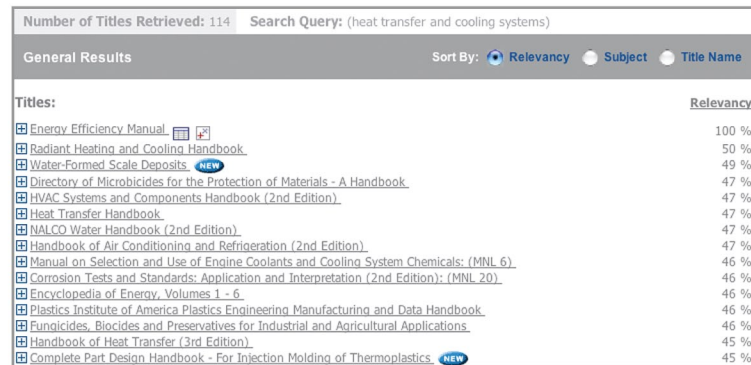 Number of Titles Retrieved: 114 Search Query: (heat transfer and cooling systems)
General Results Sort By: Relevancy Subject Title Name
Titles: Relevancy
Energy Efficiency Manual 100 %
Radiant Heating and Cooling Handbook 50 %
Water-Formed Scale Deposits NEW 49 %
Directory of Microbicides for the Protection of Materials - A Handbook 47 %
HVAC Systems and Components Handbook (2nd Edition) 47 %
Heat Transfer Handbook 47 %
NALCO Water Handbook (2nd Edition) 47 %
Handbook of Air Conditioning and Refrigeration (2nd Edition) 47 %
Manual on Selection and Use of Engine Coolants and Cooling System Chemicals: (MNL 6) 46 %
Corrosion Tests and Standards: Application and Interpretation (2nd Edition): (MNL 20) 46 %
Encyclopedia of Energy, Volumes 1 - 6 46 %
Plastics Institute of America Plastics Engineering Manufacturing and Data Handbook 46 %
Fungicides, Biocides and Preservatives for Industrial and Agricultural Applications 46 %
Handbook of Heat Transfer (3rd Edition) 45 %
Complete Part Design Handbook - For Injection Molding of Thermoplastics NEW 45 %